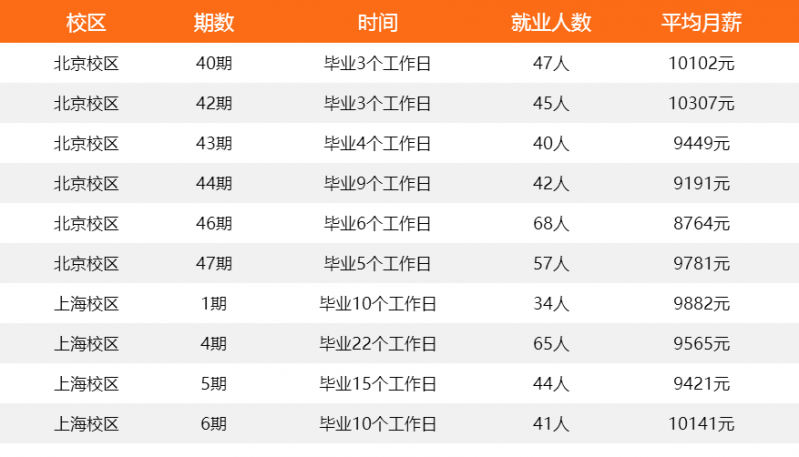 校区 期数 时间 就业人数 平均月薪
北京校区 40期 毕业3个工作日 47人 10102元
北京校区 42期 毕业3个工作日 45人 10307元
北京校区 43期 毕业4个工作日 40人 9449元
北京校区 44期 毕业9个工作日 42人 9191元
北京校区 46期 毕业6个工作日 68人 8764元
北京校区 47期 毕业5个工作日 57人 9781元
上海校区 1期 毕业10个工作日 34人 9882元
上海校区 4期 毕业22个工作日 65人 9565元
上海校区 5期 毕业15个工作日 44人 9421元
上海校区 6期 毕业10个工作日 41人 10141元